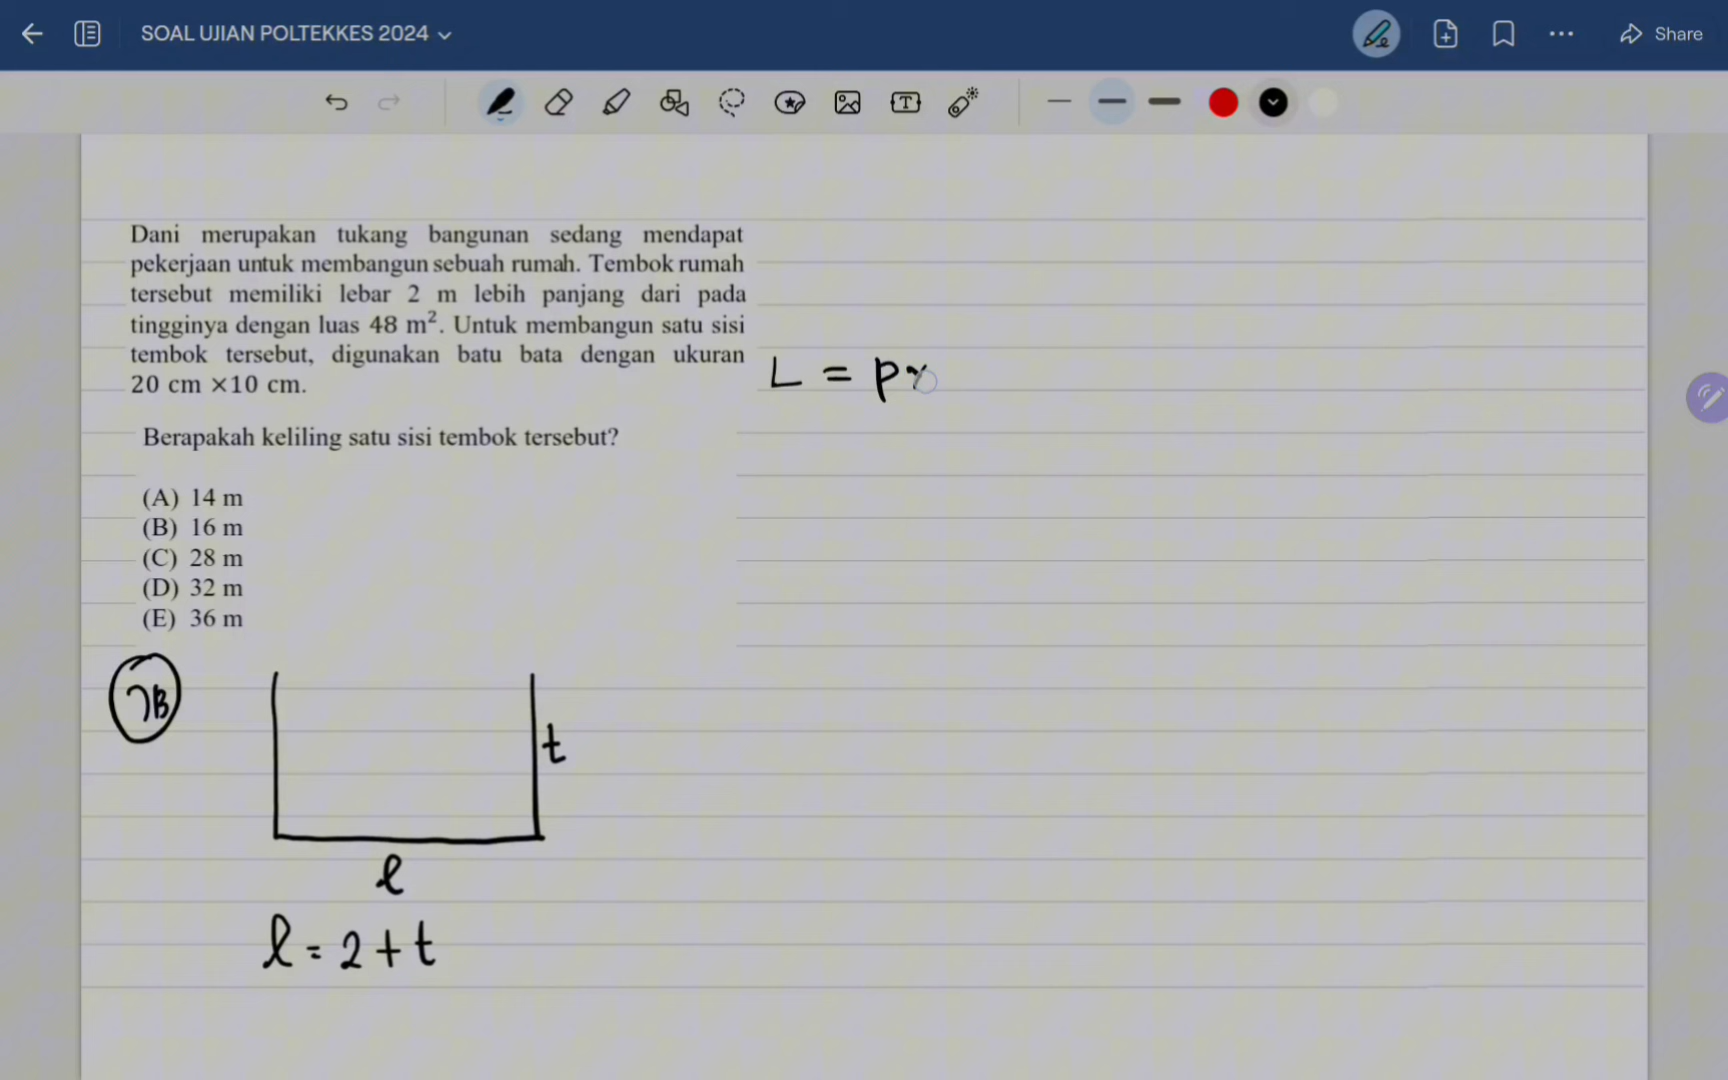 SOAL UJIAN POLTEKKES 2024
Share
Dani merupakan tukang bangunan sedang mendapat
pekerjaan untuk membangun sebuah rumah. Tembok rumah
tersebut memiliki lebar 2 m lebih panjang dari pada
tingginya dengan luas 48 m². Untuk membangun satu sisi
tembok tersebut, digunakan batu bata dengan ukuran
20 cm ×10 cm.
L = p×
Berapakah keliling satu sisi tembok tersebut?
(A) 14 m
(B) 16 m
(C) 28 m
(D) 32 m
(E) 36 m
JB
t
l
l = 2 + t